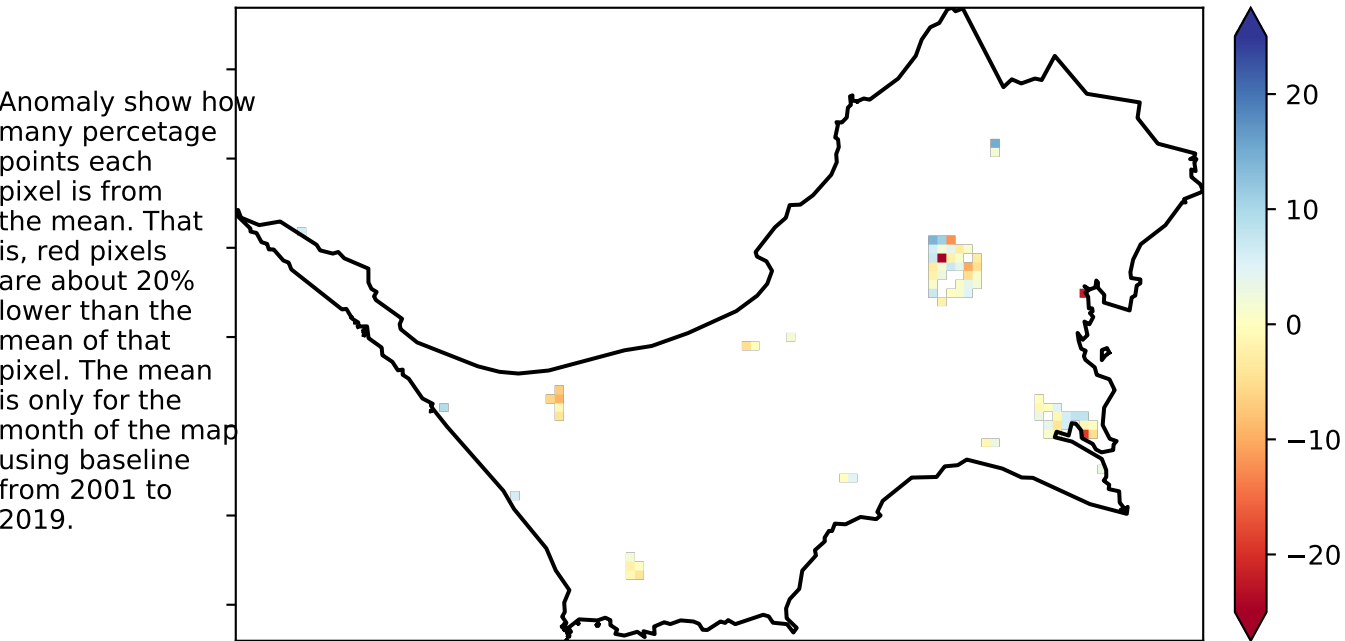 Anomaly show how
many percetage
points each
pixel is from
the mean. That
is, red pixels
are about 20%
lower than the
mean of that
pixel. The mean
is only for the
month of the map
using baseline
from 2001 to
2019.
20
10
0
−10
−20